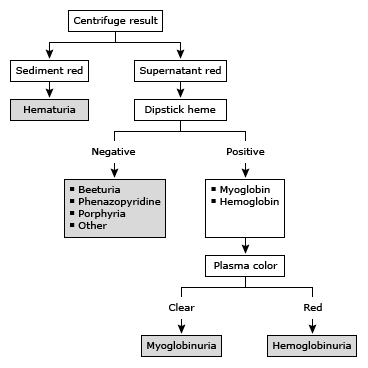 Centrifuge result
Sediment red
Supernatant red
Hematuria
Dipstick heme
Negative
Positive
▪ Beeturia
▪ Phenazopyridine
▪ Porphyria
▪ Other
▪ Myoglobin
▪ Hemoglobin
Plasma color
Clear
Red
Myoglobinuria
Hemoglobinuria